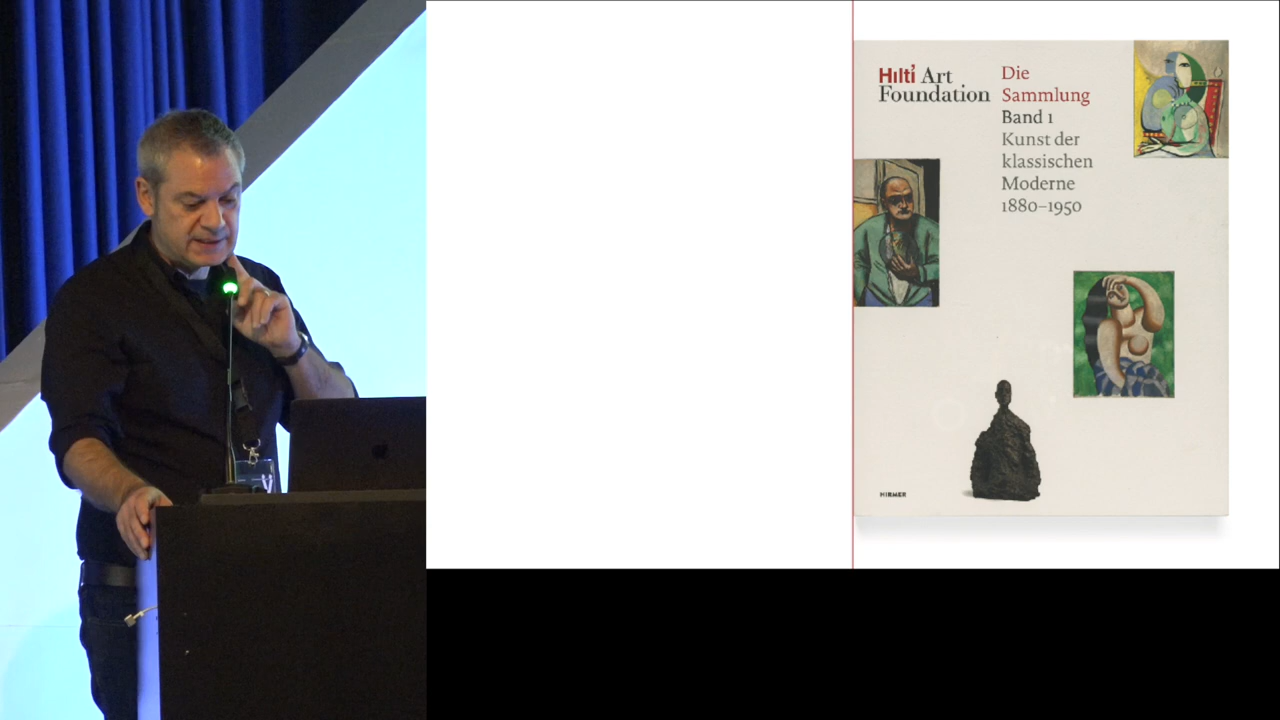 Hilti Art
Foundation
Die
Sammlung
Band 1
Kunst der
klassischen
Moderne
1880–1950
HIRMER